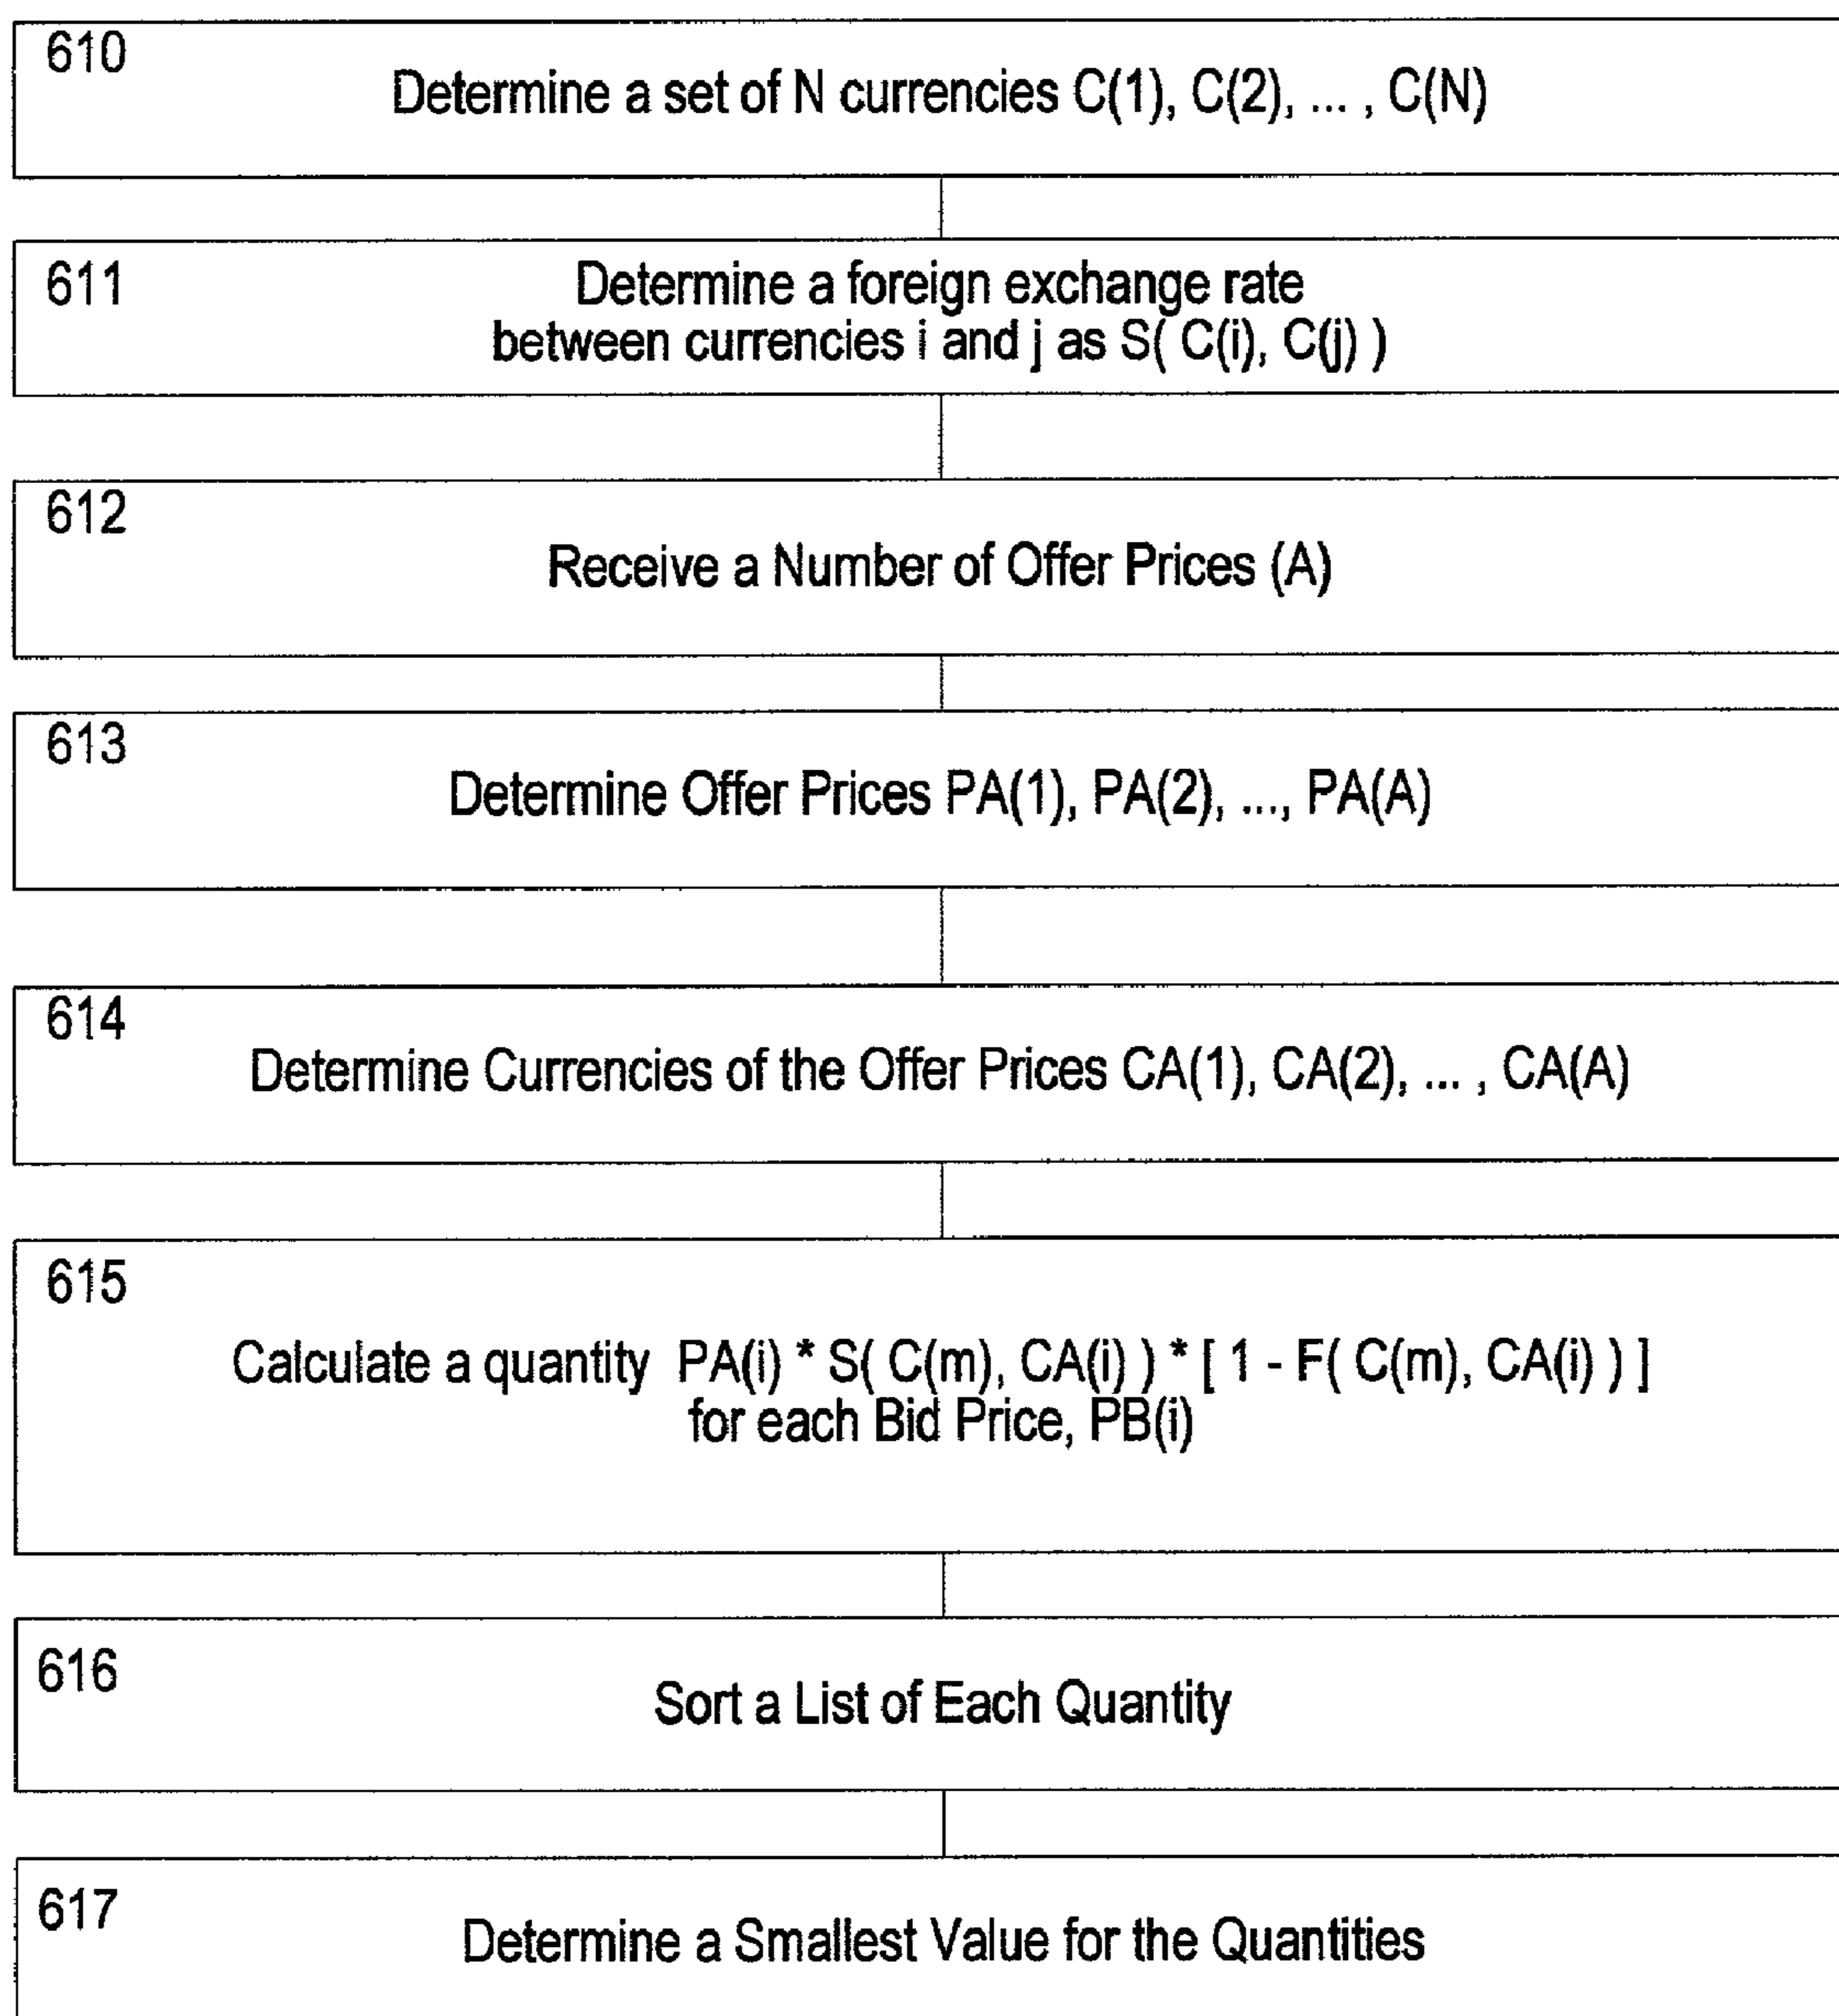 610
Determine a set of N currencies C(1), C(2), ... , C(N)
611
Determine a foreign exchange rate
between currencies i and j as S( C(i), C(j) )
612
Receive a Number of Offer Prices (A)
613
Determine Offer Prices PA(1), PA(2), ..., PA(A)
614
Determine Currencies of the Offer Prices CA(1), CA(2), ... , CA(A)
615
Calculate a quantity PA(i) * S( C(m), CA(i) ) * [ 1 - F( C(m), CA(i) ) ]
for each Bid Price, PB(i)
616
Sort a List of Each Quantity
617
Determine a Smallest Value for the Quantities